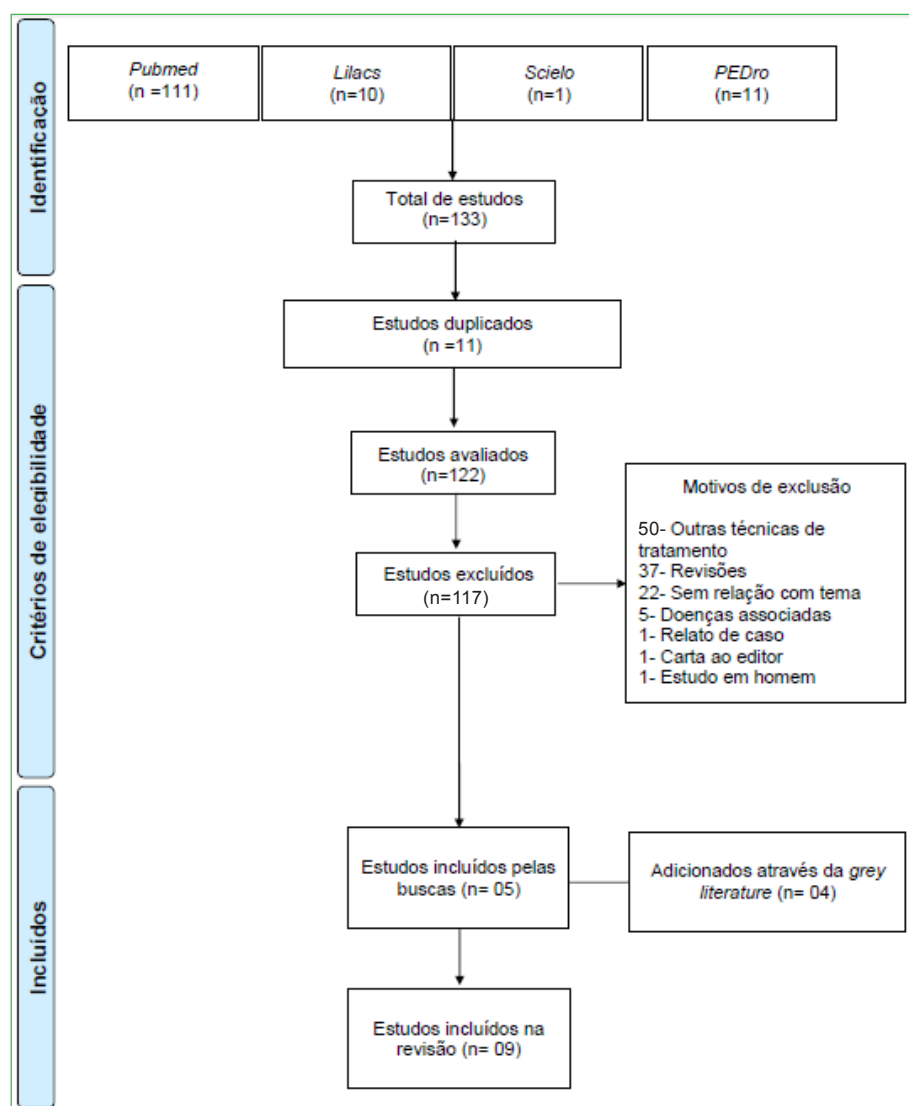 Identificação
Pubmed
(n =111)
Lilacs
(n=10)
Scielo
(n=1)
PEDro
(n=11)
Total de estudos
(n=133)
Critérios de elegibilidade
Estudos duplicados
(n =11)
Estudos avaliados
(n=122)
Estudos excluídos
(n=117)
Motivos de exclusão
50- Outras técnicas de
tratamento
37- Revisões
22- Sem relação com tema
5- Doenças associadas
1- Relato de caso
1- Carta ao editor
1- Estudo em homem
Incluídos
Estudos incluídos pelas
buscas (n= 05)
Adicionados através da grey
literature (n= 04)
Estudos incluídos na
revisão (n= 09)